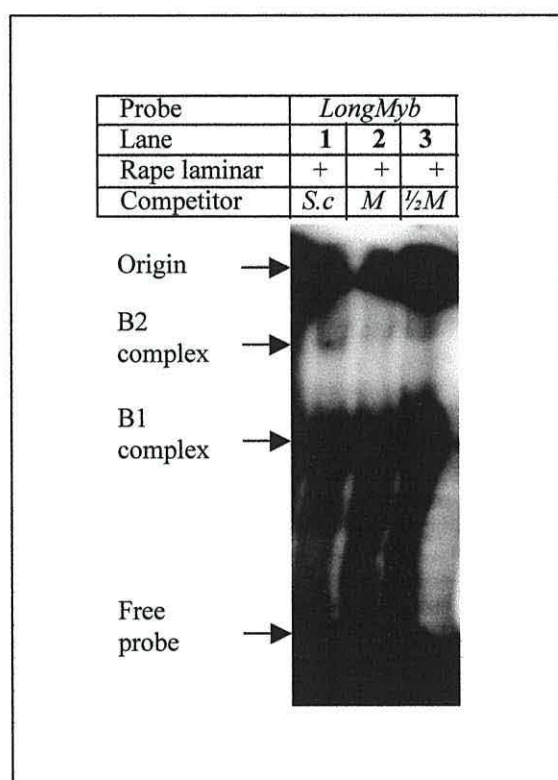 Probe LongMyb
Lane 1 2 3
Rape laminar + + +
Competitor S.c M ½M
Origin
B2
complex
B1
complex
Free
probe